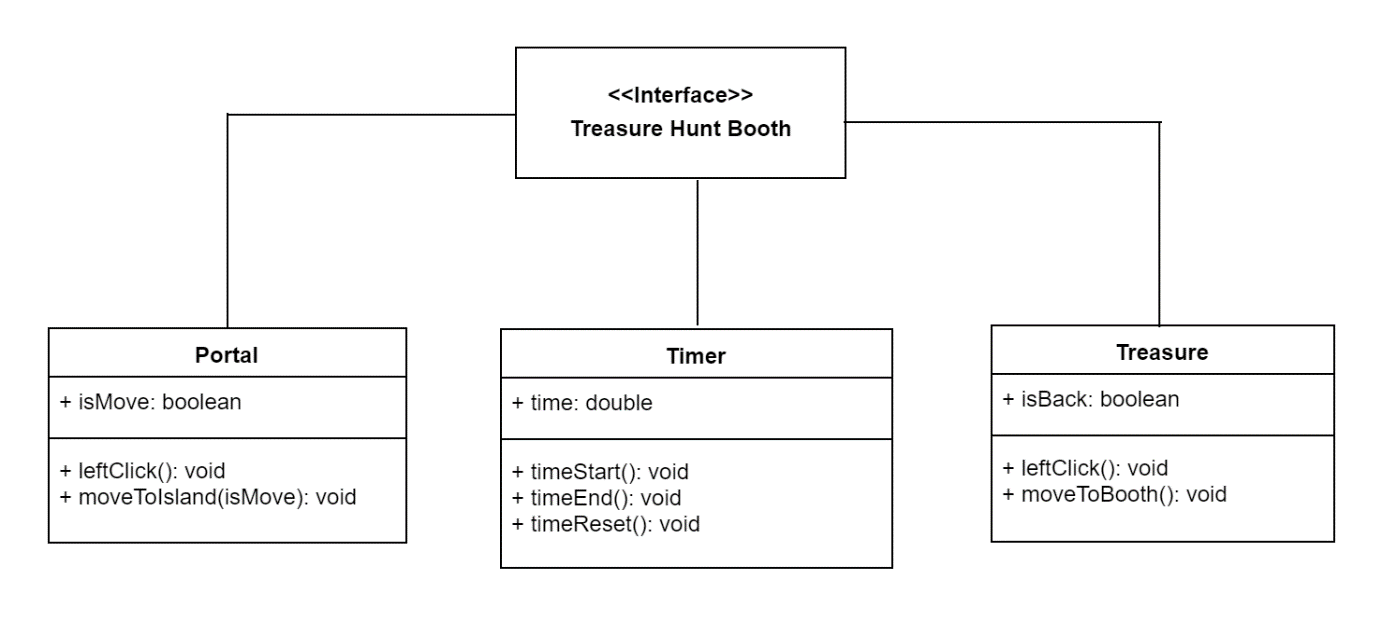 <<Interface>>
Treasure Hunt Booth
Portal
+ isMove: boolean
+ leftClick(): void
+ moveToIsland(isMove): void
Timer
+ time: double
+ timeStart(): void
+ timeEnd(): void
+ timeReset(): void
Treasure
+ isBack: boolean
+ leftClick(): void
+ moveToBooth(): void